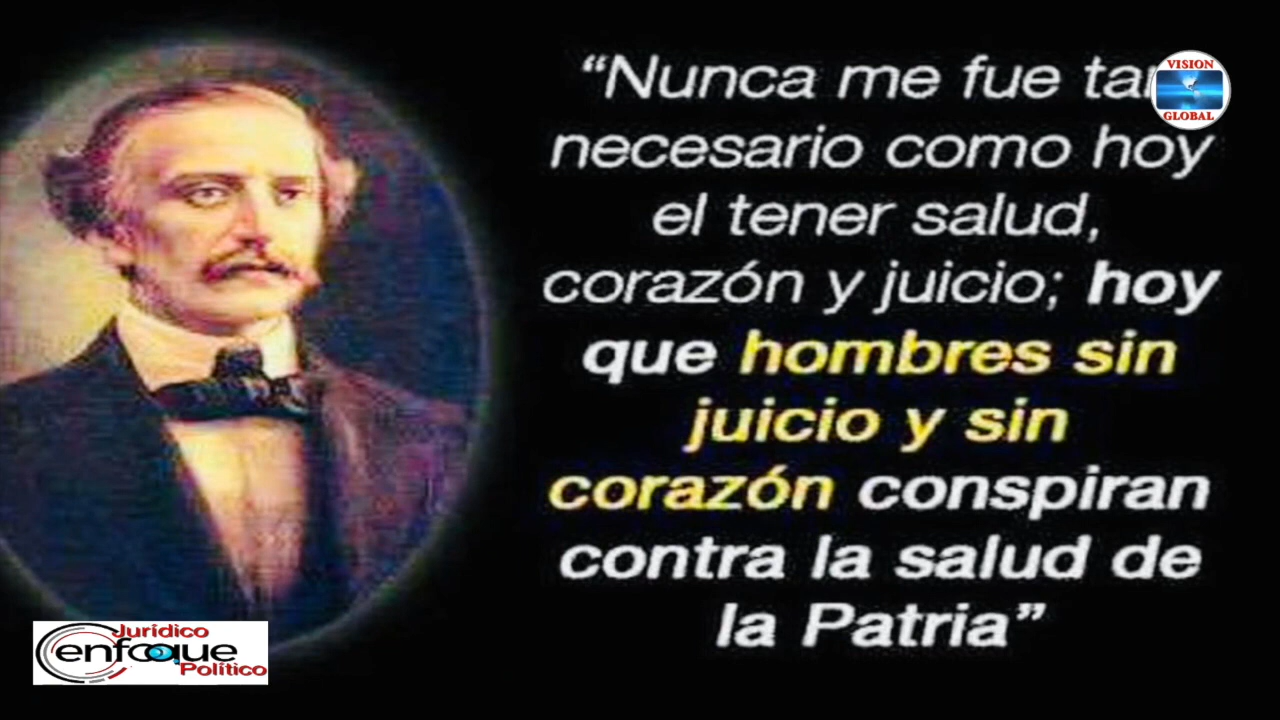 “Nunca me fue tan
necesario como hoy
el tener salud,
corazón y juicio; hoy
que hombres sin
juicio y sin
corazón conspiran
contra la salud de
la Patria”
VISION
GLOBAL
Jurídico
enfoque
Político